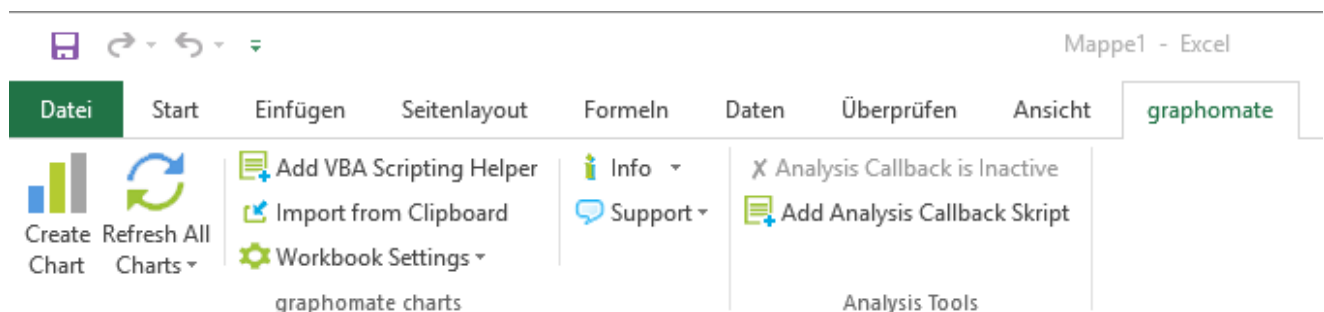 Mappe1 - Excel
Datei Start Einfügen Seitenlayout Formeln Daten Überprüfen Ansicht graphomate
Create Chart
Refresh All Charts
Add VBA Scripting Helper
Import from Clipboard
Workbook Settings
graphomate charts
Info
Support
X Analysis Callback is Inactive
Add Analysis Callback Skript
Analysis Tools